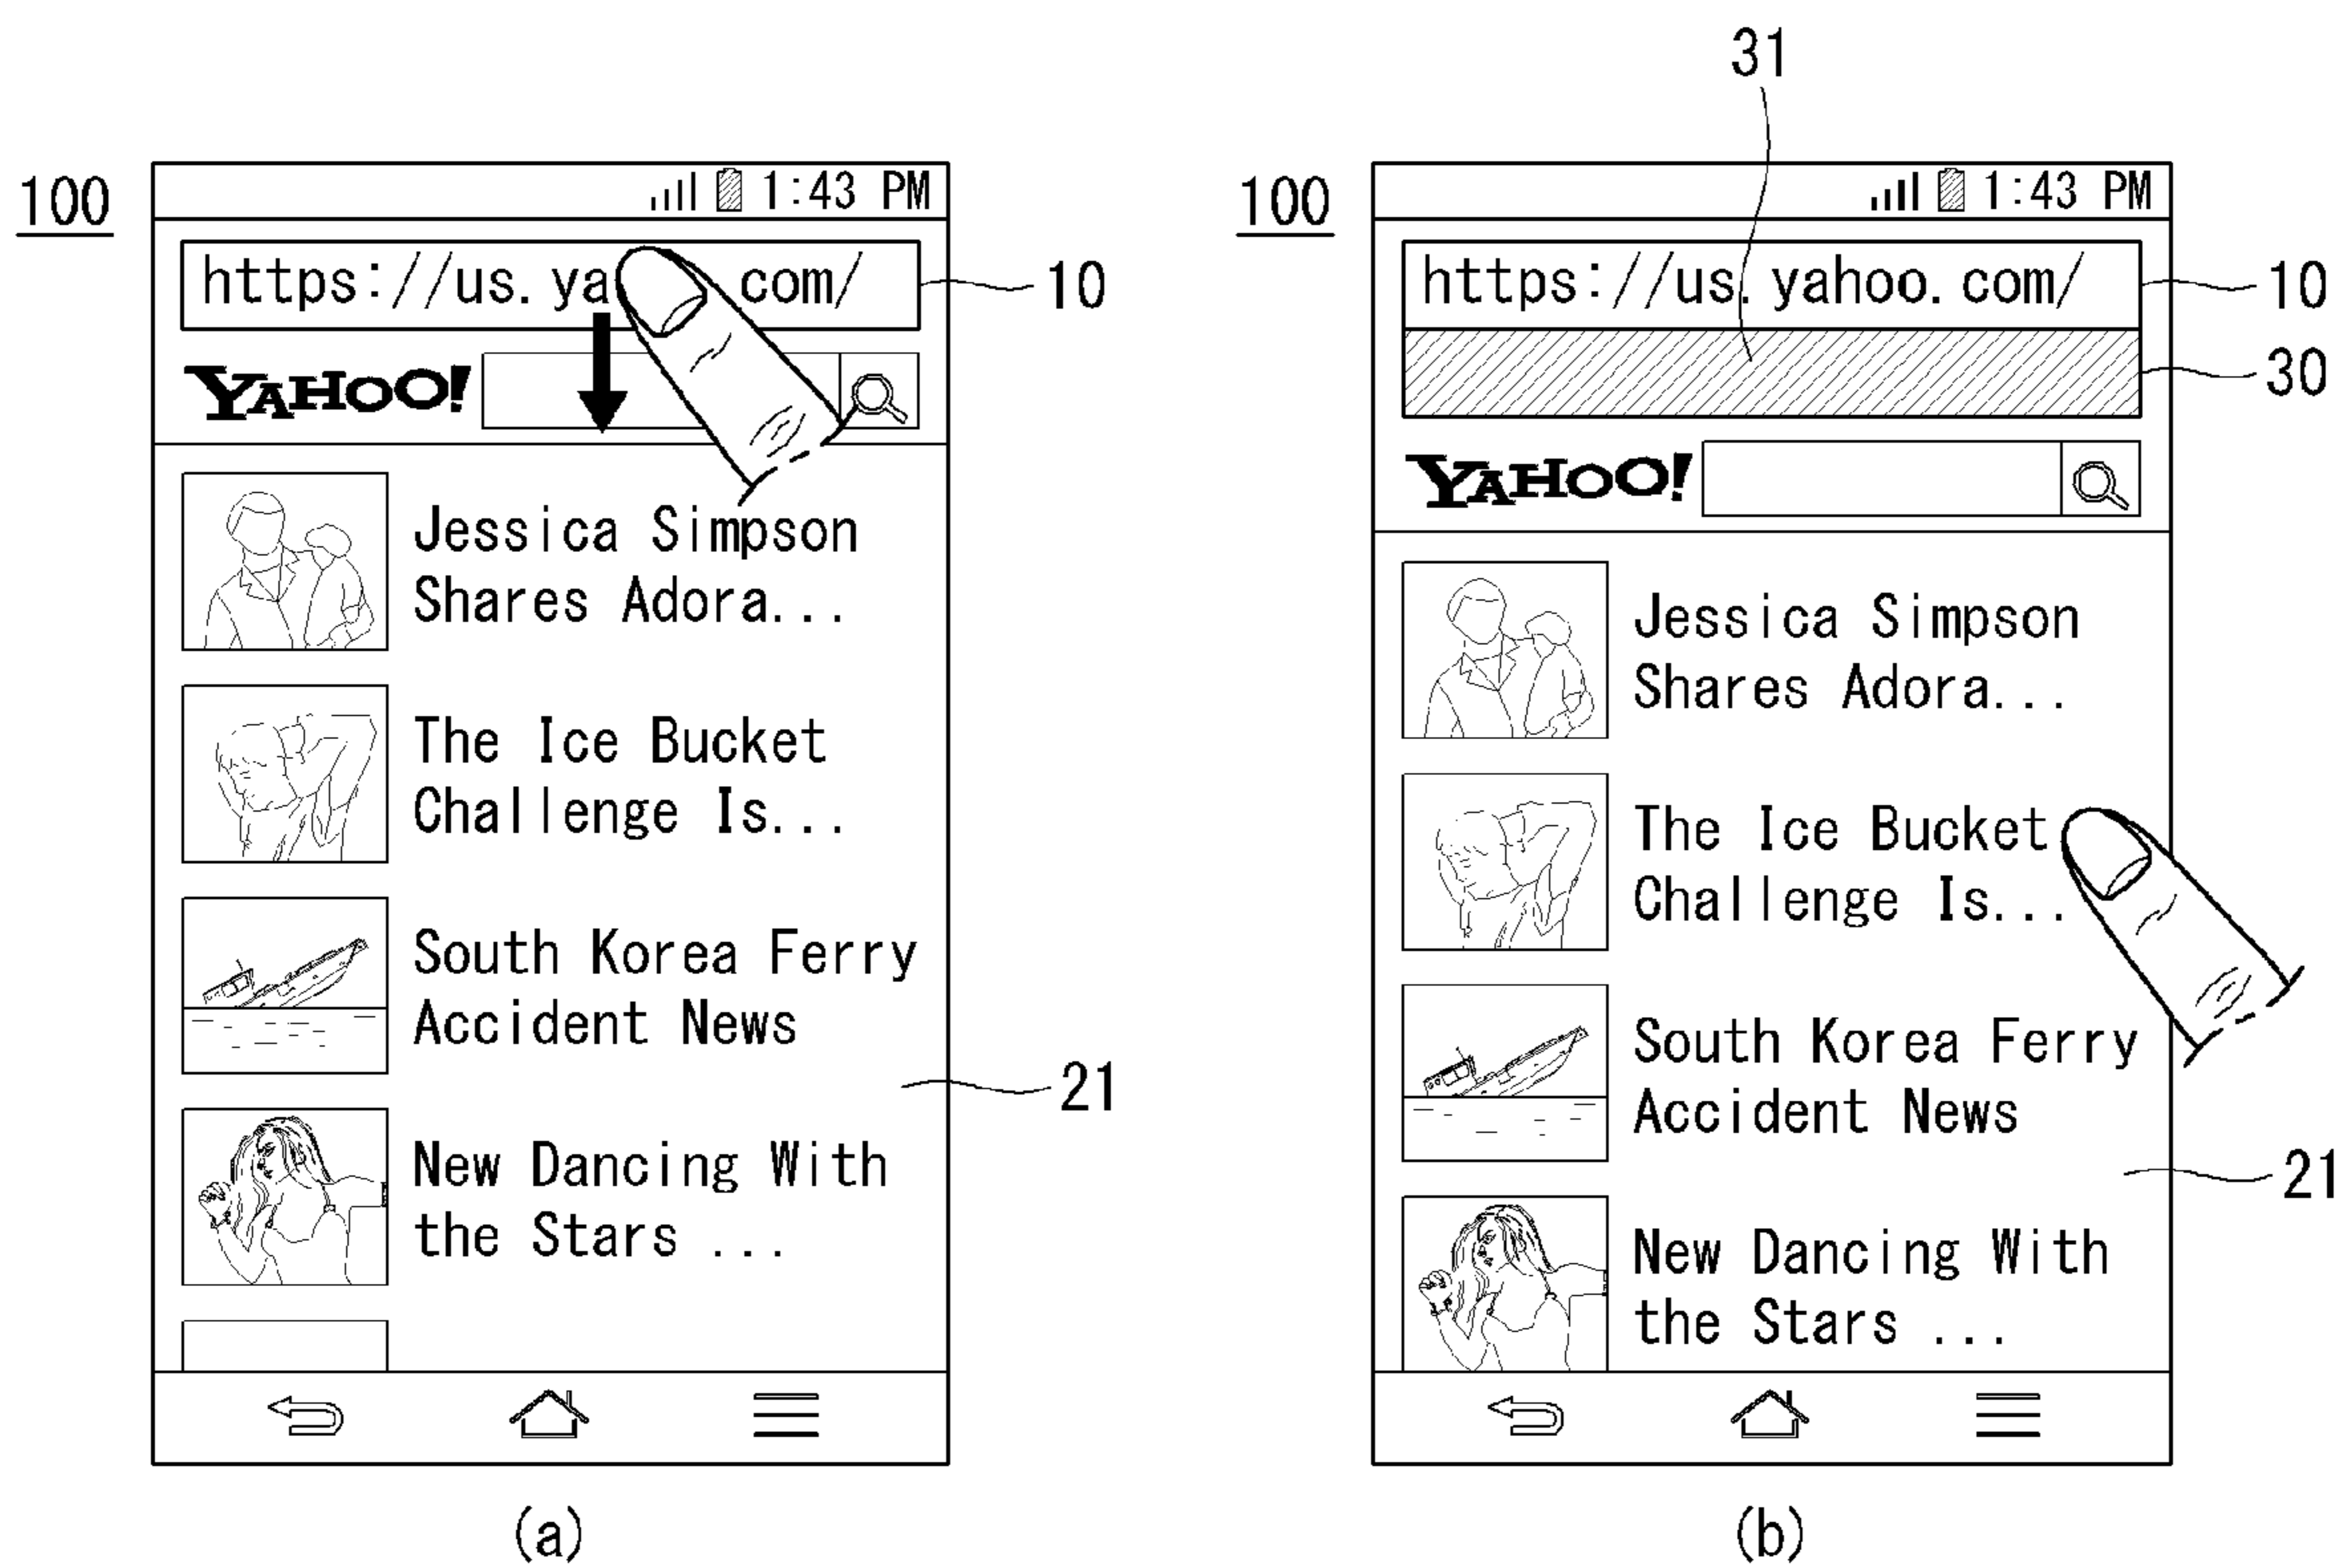 100
1:43 PM
https://us.ya com/
10
YAHOO!
Jessica Simpson
Shares Adora...
The Ice Bucket
Challenge Is...
South Korea Ferry
Accident News
21
New Dancing With
the Stars ...
(a)
31
100
1:43 PM
https://us.yahoo.com/
10
30
YAHOO!
Jessica Simpson
Shares Adora...
The Ice Bucket
Challenge Is...
South Korea Ferry
Accident News
21
New Dancing With
the Stars ...
(b)